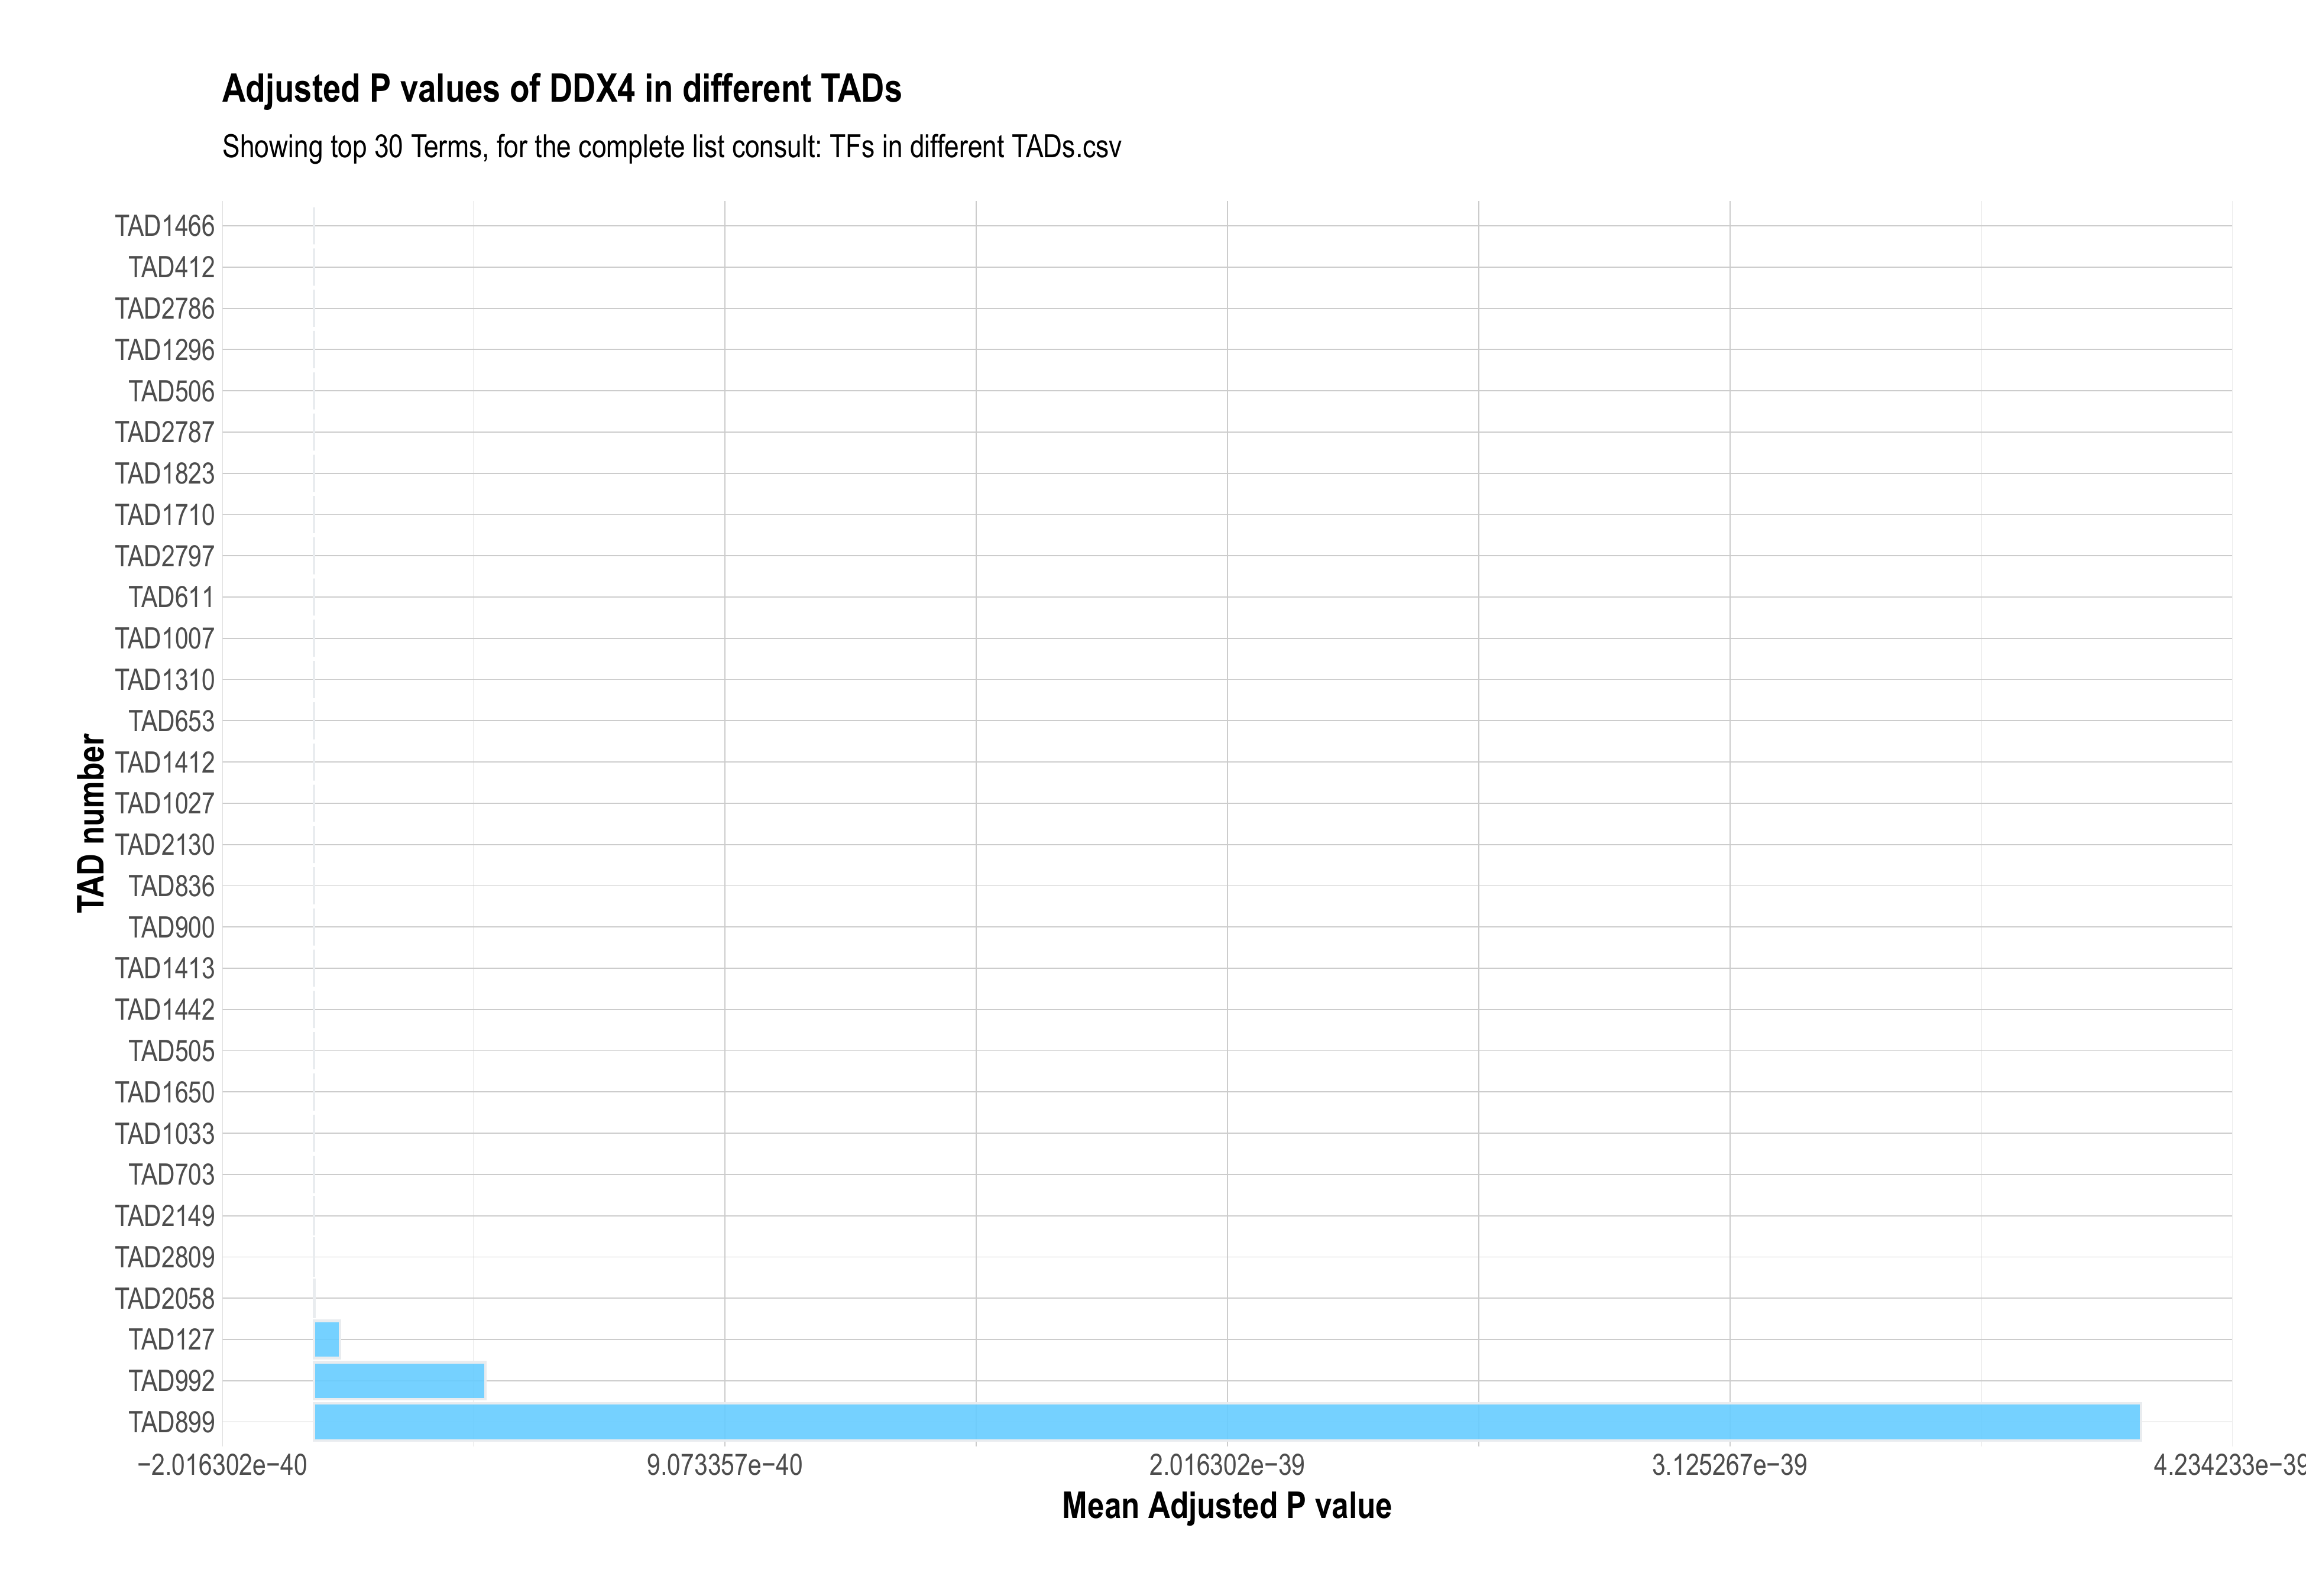 Adjusted P values of DDX4 in different TADs
Showing top 30 Terms, for the complete list consult: TFs in different TADs.csv
TAD number
TAD1466
TAD412
TAD2786
TAD1296
TAD506
TAD2787
TAD1823
TAD1710
TAD2797
TAD611
TAD1007
TAD1310
TAD653
TAD1412
TAD1027
TAD2130
TAD836
TAD900
TAD1413
TAD1442
TAD505
TAD1650
TAD1033
TAD703
TAD2149
TAD2809
TAD2058
TAD127
TAD992
TAD899
−2.016302e−40 9.073357e−40 2.016302e−39 3.125267e−39 4.234233e−39
Mean Adjusted P value